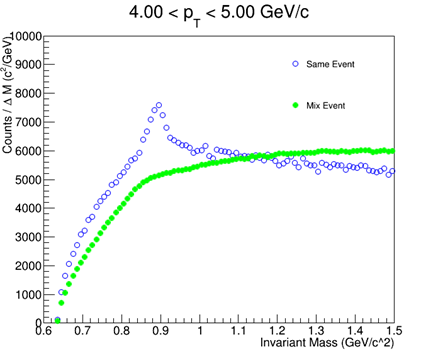 4.00 < p_T < 5.00 GeV/c
Counts / Δ M (c²/GeV)
10000
9000
8000
7000
6000
5000
4000
3000
2000
1000
0
Same Event
Mix Event
0.6 0.7 0.8 0.9 1 1.1 1.2 1.3 1.4 1.5
Invariant Mass (GeV/c^2)